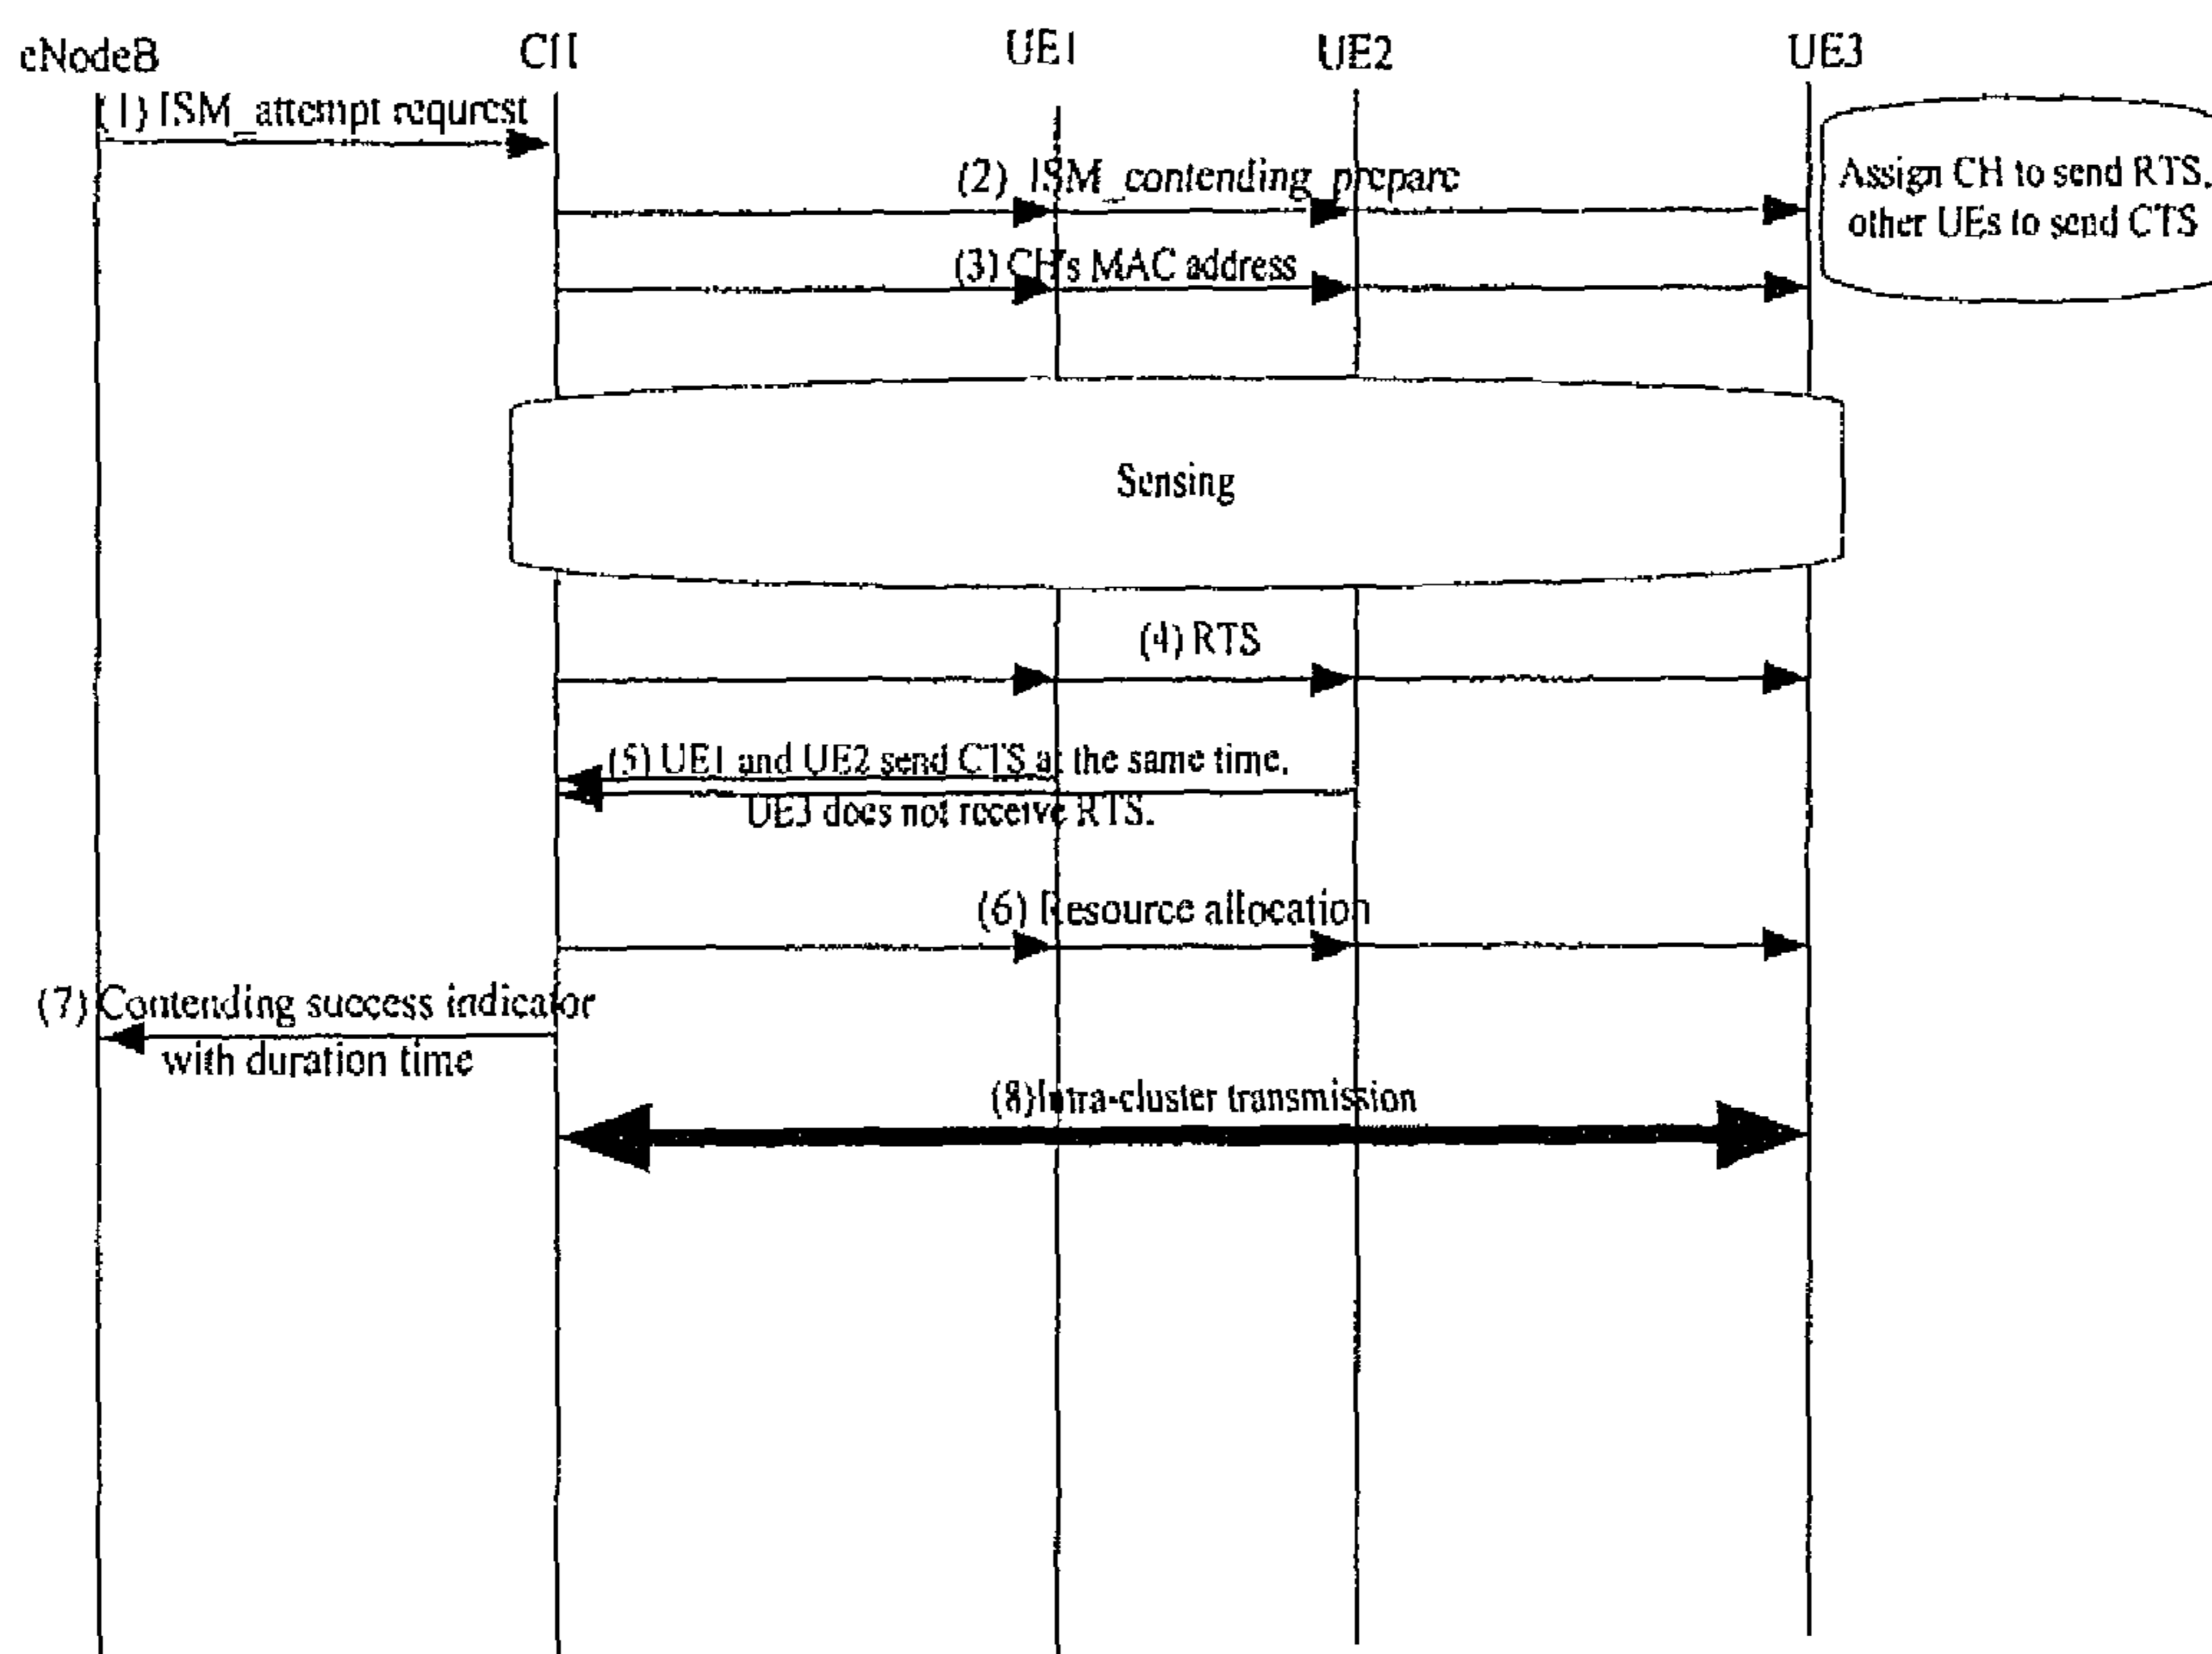 eNodeB CH UE1 UE2 UE3
(1) ISM_attempt requrest
(2) ISM_contending_prepare
Assign CH to send RTS,
other UEs to send CTS
(3) CH's MAC address
Sensing
(4) RTS
(5) UE1 and UE2 send CTS at the same time,
UE3 does not receive RTS.
(6) Resource allocation
(7) Contending success indicator
with duration time
(8)Intra-cluster transmission